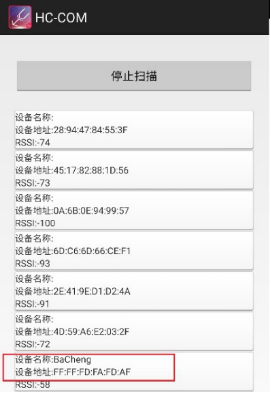 HC-COM
停止扫描
设备名称:
设备地址:28:94:47:84:55:3F
RSSI:-74
设备名称:
设备地址:45:17:82:88:1D:56
RSSI:-73
设备名称:
设备地址:0A:6B:0E:94:99:57
RSSI:-100
设备名称:
设备地址:6D:C6:6D:66:CE:F1
RSSI:-93
设备名称:
设备地址:2E:41:9E:D1:D2:4A
RSSI:-91
设备名称:
设备地址:4D:59:A6:E2:03:2F
RSSI:-72
设备名称:BaCheng
设备地址:FF:FF:FD:FA:FD:AF
RSSI:-58